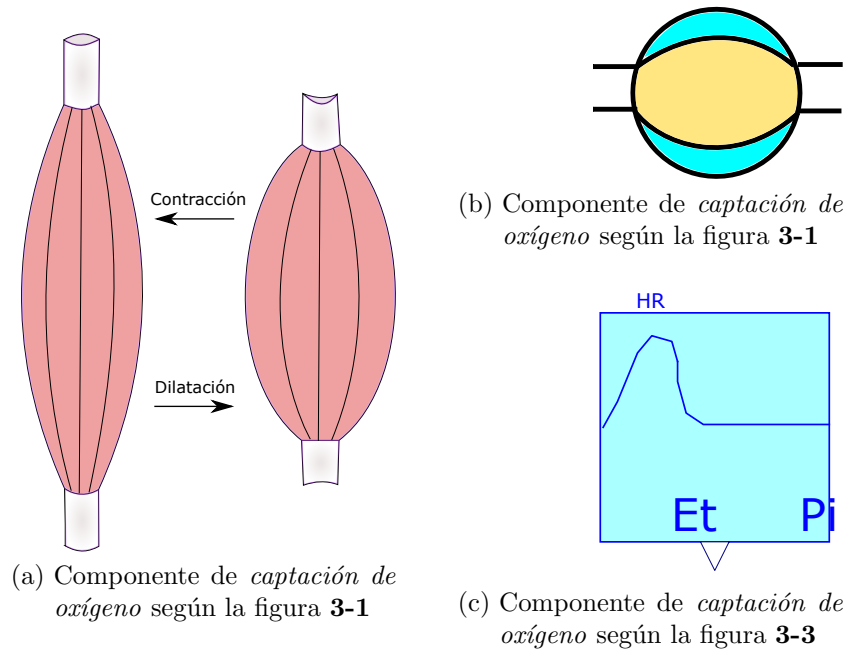 Contracción
Dilatación
(a) Componente de captación de
oxígeno según la figura 3-1
(b) Componente de captación de
oxígeno según la figura 3-1
HR
Et
Pi
(c) Componente de captación de
oxígeno según la figura 3-3